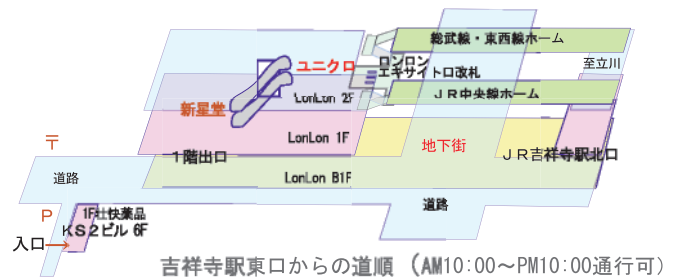 総武線・東西線ホーム
ロンロン
エキサイトロ改札
至立川
ユニクロ
LonLon 2F
ＪＲ中央線ホーム
新星堂
LonLon 1F
地下街
〒
１階出口
ＪＲ吉祥寺駅北口
道路
LonLon B1F
道路
P
1F壮快薬品
KS２ビル 6F
入口→
吉祥寺駅東口からの道順（AM10:00～PM10:00通行可）